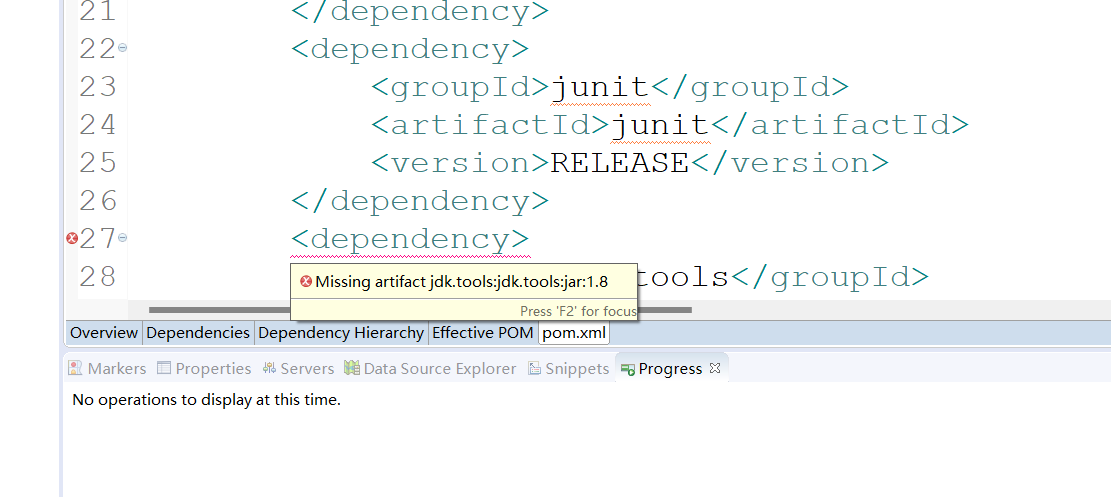 21 </dependency>
22 <dependency>
23 <groupId>junit</groupId>
24 <artifactId>junit</artifactId>
25 <version>RELEASE</version>
26 </dependency>
27 <dependency>
28 tools</groupId>
Missing artifact jdk.tools:jdk.tools:jar:1.8
Press 'F2' for focus
Overview Dependencies Dependency Hierarchy Effective POM pom.xml
Markers Properties Servers Data Source Explorer Snippets Progress
No operations to display at this time.